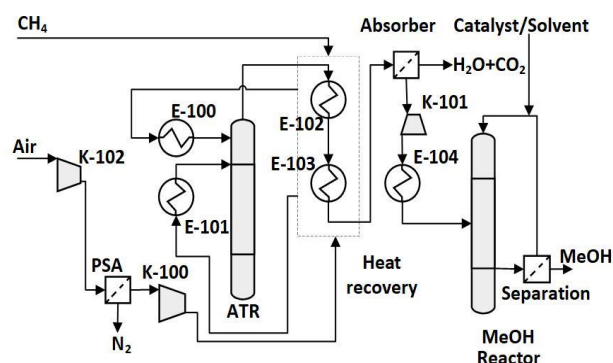 CH4
Absorber
Catalyst/Solvent
H2O+CO2
E-100
E-102
K-101
Air
K-102
E-103
E-104
E-101
PSA
K-100
Heat
recovery
MeOH
Separation
N2
ATR
MeOH
Reactor